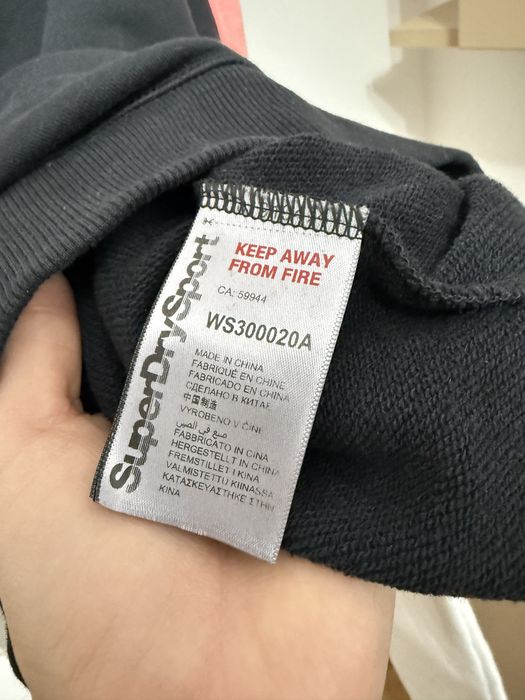 SuperDry/Sport
KEEP AWAY
FROM FIRE
CA: 59944
WS300020A
MADE IN CHINA
FABRIQUÉ EN CHINE
FABRICADO EN CHINA
СДЕЛАНО В КИТАЕ
中国制造
VYROBENO V ČÍNĚ
صنع في الصين
FABBRICATO IN CINA
HERGESTELLT IN CHINA
FREMSTILLET I KINA
VALMISTETTU KIINASSA
ΚΑΤΑΣΚΕΥΑΣΤΗΚΕ ΣΤΗΝ
ΚΙΝΑ